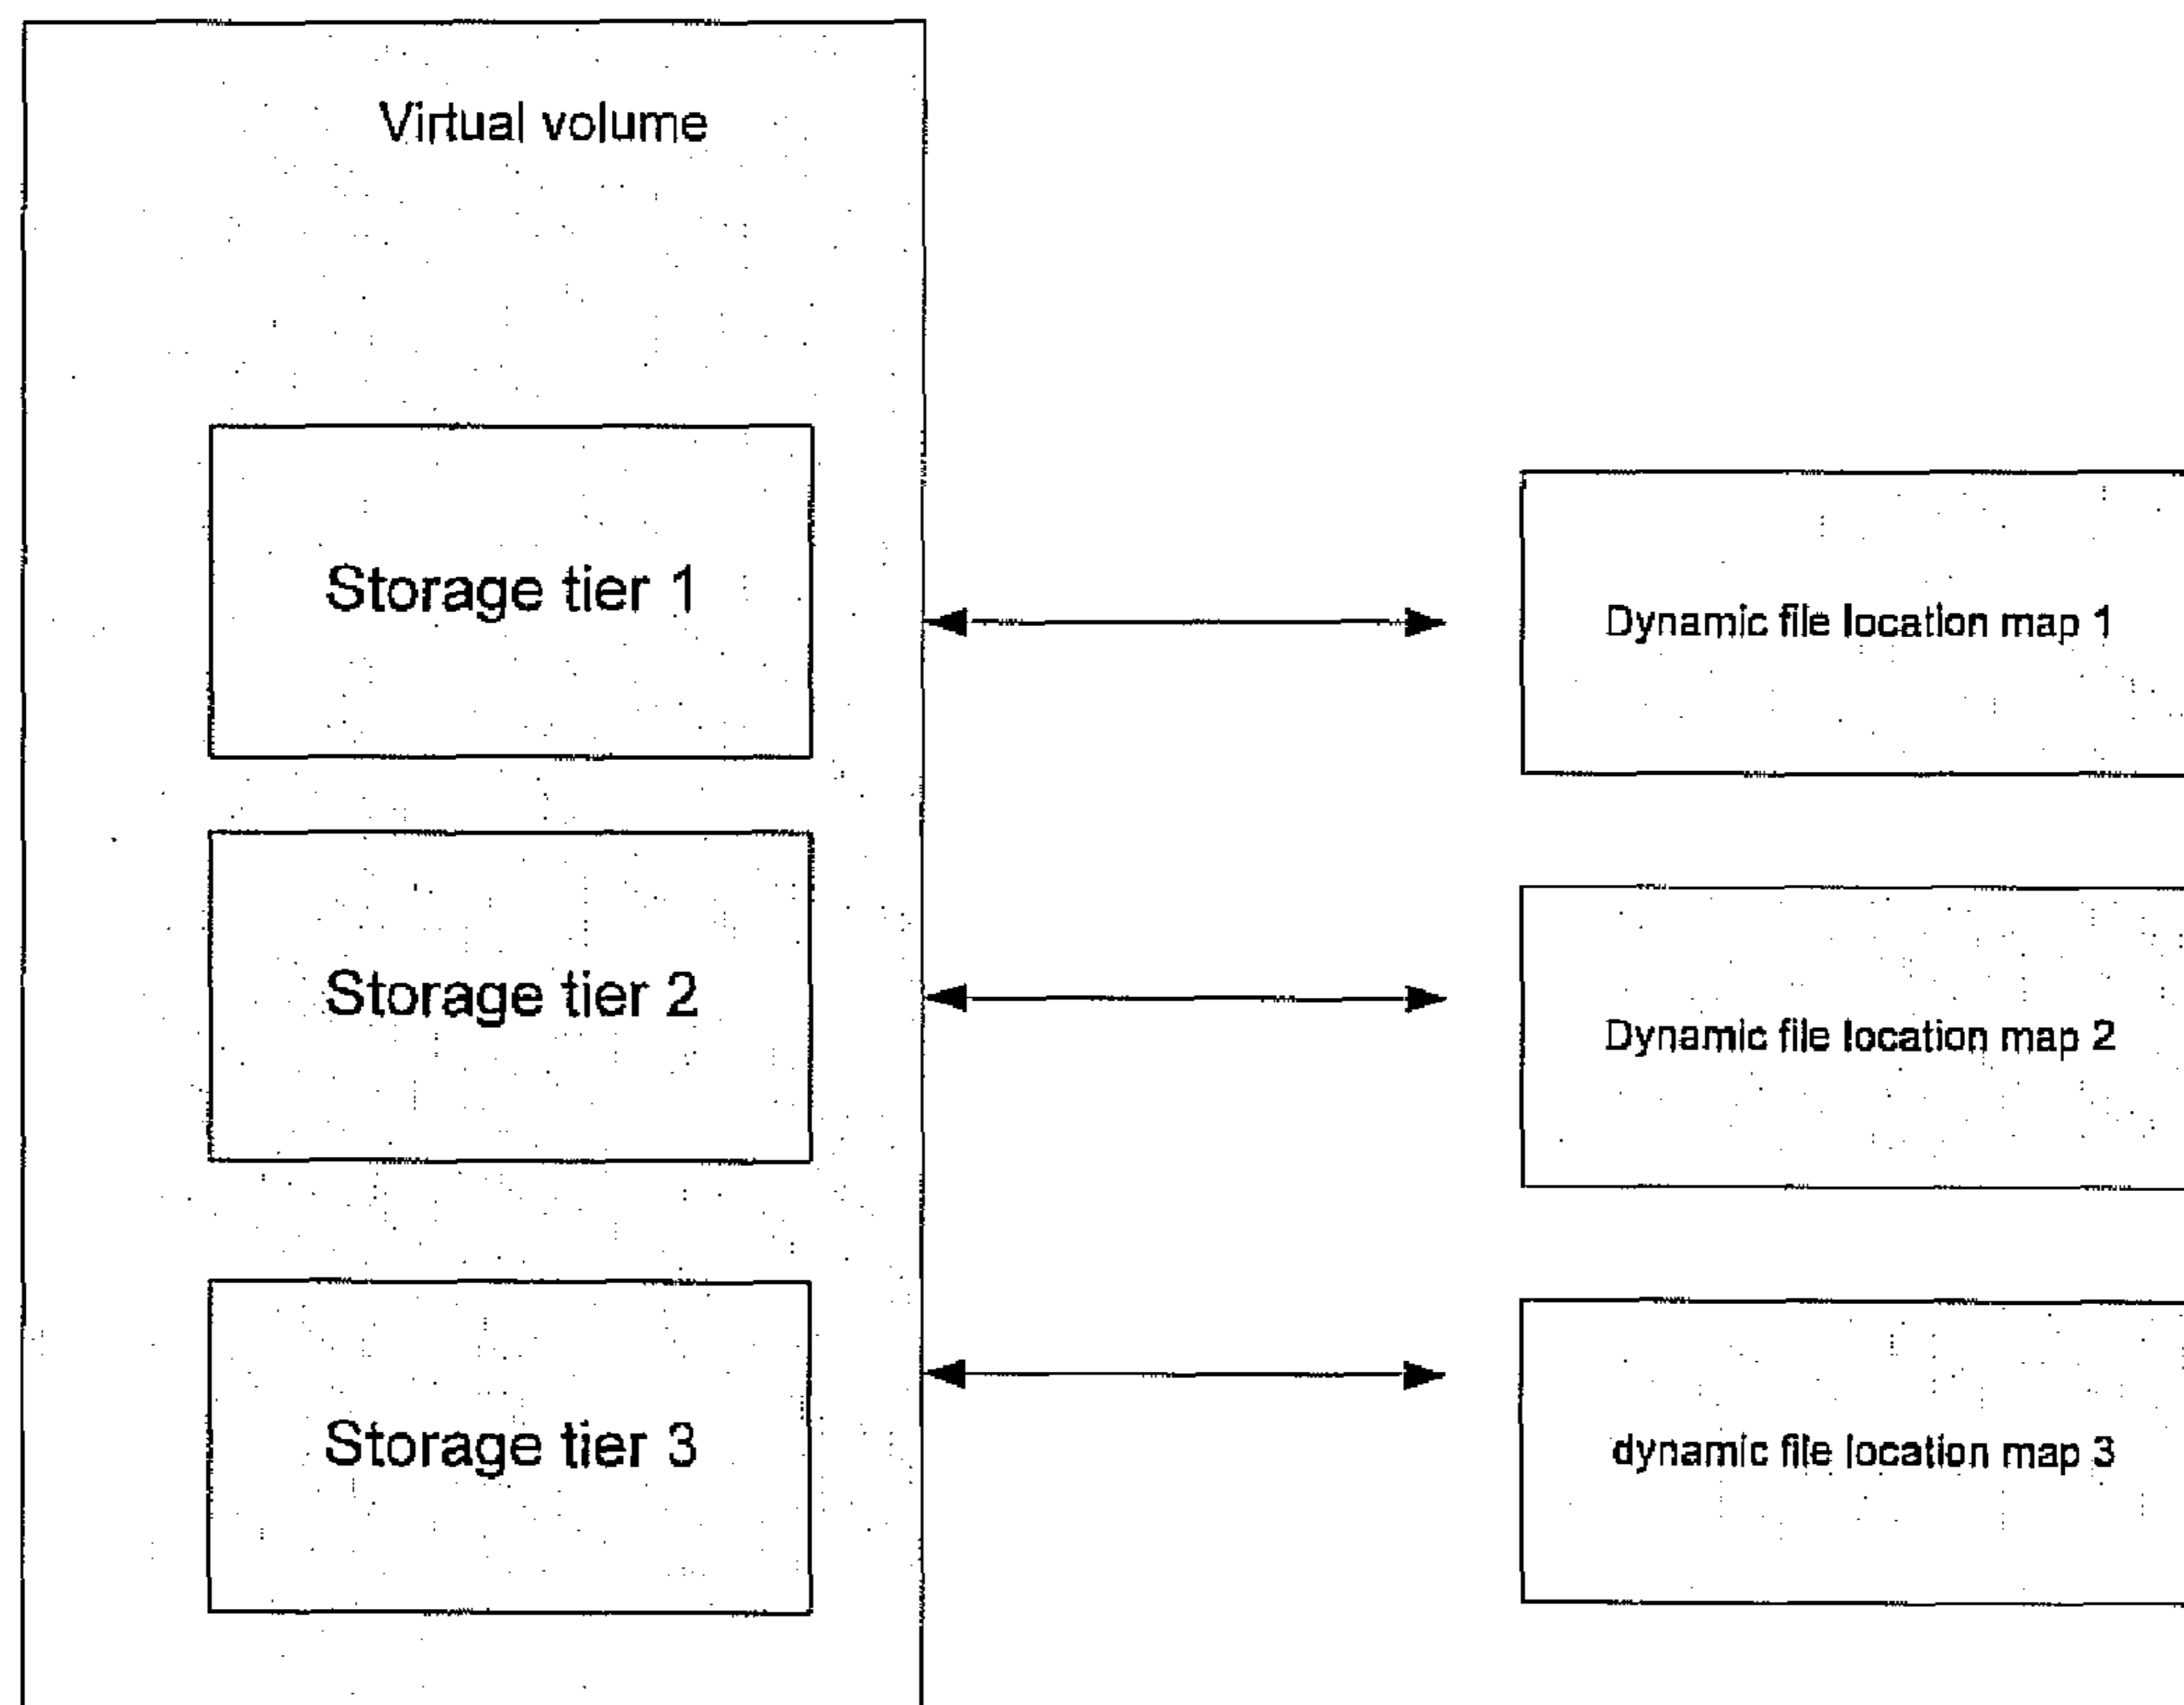 Virtual volume
Storage tier 1
Dynamic file location map 1
Storage tier 2
Dynamic file location map 2
Storage tier 3
dynamic file location map 3